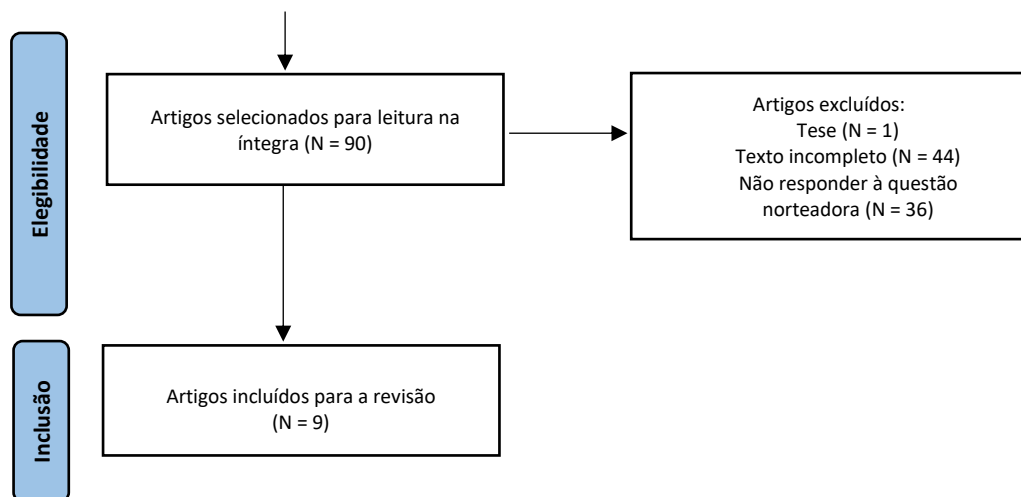 Elegibilidade
Artigos selecionados para leitura na
íntegra (N = 90)
Artigos excluídos:
Tese (N = 1)
Texto incompleto (N = 44)
Não responder à questão
norteadora (N = 36)
Inclusão
Artigos incluídos para a revisão
(N = 9)